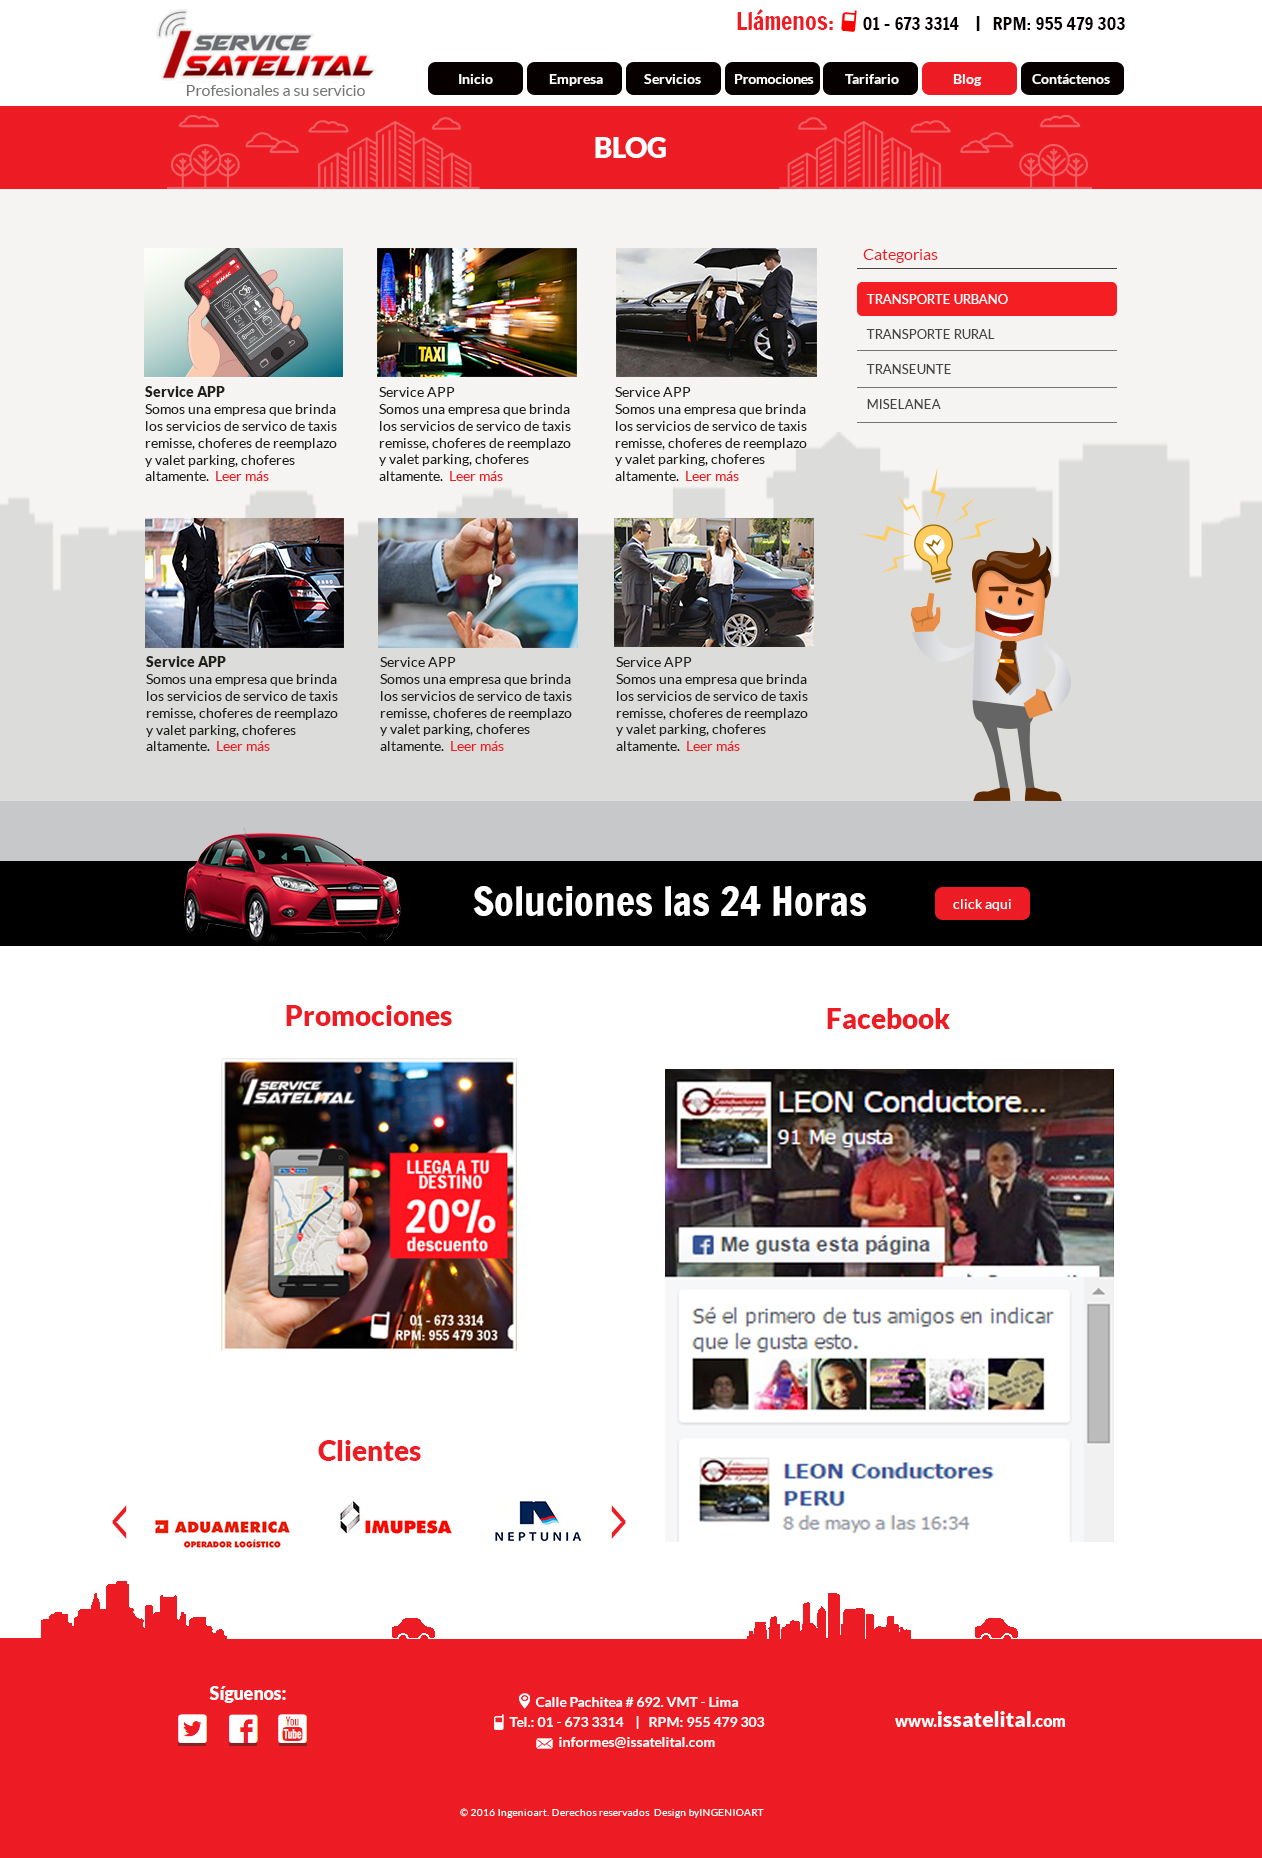 SERVICE
SATELITAL
Profesionales a su servicio
Llámenos: 01 - 673 3314 | RPM: 955 479 303
Inicio
Empresa
Servicios
Promociones
Tarifario
Blog
Contáctenos
BLOG
TAXI
Service APP
Somos una empresa que brinda
los servicios de servico de taxis
remisse, choferes de reemplazo
y valet parking, choferes
altamente. Leer más
Service APP
Somos una empresa que brinda
los servicios de servico de taxis
remisse, choferes de reemplazo
y valet parking, choferes
altamente. Leer más
Service APP
Somos una empresa que brinda
los servicios de servico de taxis
remisse, choferes de reemplazo
y valet parking, choferes
altamente. Leer más
Categorias
TRANSPORTE URBANO
TRANSPORTE RURAL
TRANSEUNTE
MISELANEA
Service APP
Somos una empresa que brinda
los servicios de servico de taxis
remisse, choferes de reemplazo
y valet parking, choferes
altamente. Leer más
Service APP
Somos una empresa que brinda
los servicios de servico de taxis
remisse, choferes de reemplazo
y valet parking, choferes
altamente. Leer más
Service APP
Somos una empresa que brinda
los servicios de servico de taxis
remisse, choferes de reemplazo
y valet parking, choferes
altamente. Leer más
Soluciones las 24 Horas
click aqui
Promociones
SERVICE
SATELITAL
LLEGA A TU
DESTINO
20%
descuento
01 - 673 3314
RPM: 955 479 303
Facebook
LEON Conductore...
91 Me gusta
Me gusta esta página
Sé el primero de tus amigos en indicar
que le gusta esto.
LEON Conductores
PERU
8 de mayo a las 16:34
Clientes
ADUAMERICA
OPERADOR LOGÍSTICO
IMUPESA
NEPTUNIA
Síguenos:
You
Tube
Calle Pachitea # 692. VMT - Lima
Tel.: 01 - 673 3314 | RPM: 955 479 303
informes@issatelital.com
www.issatelital.com
© 2016 Ingenioart. Derechos reservados Design byINGENIOART